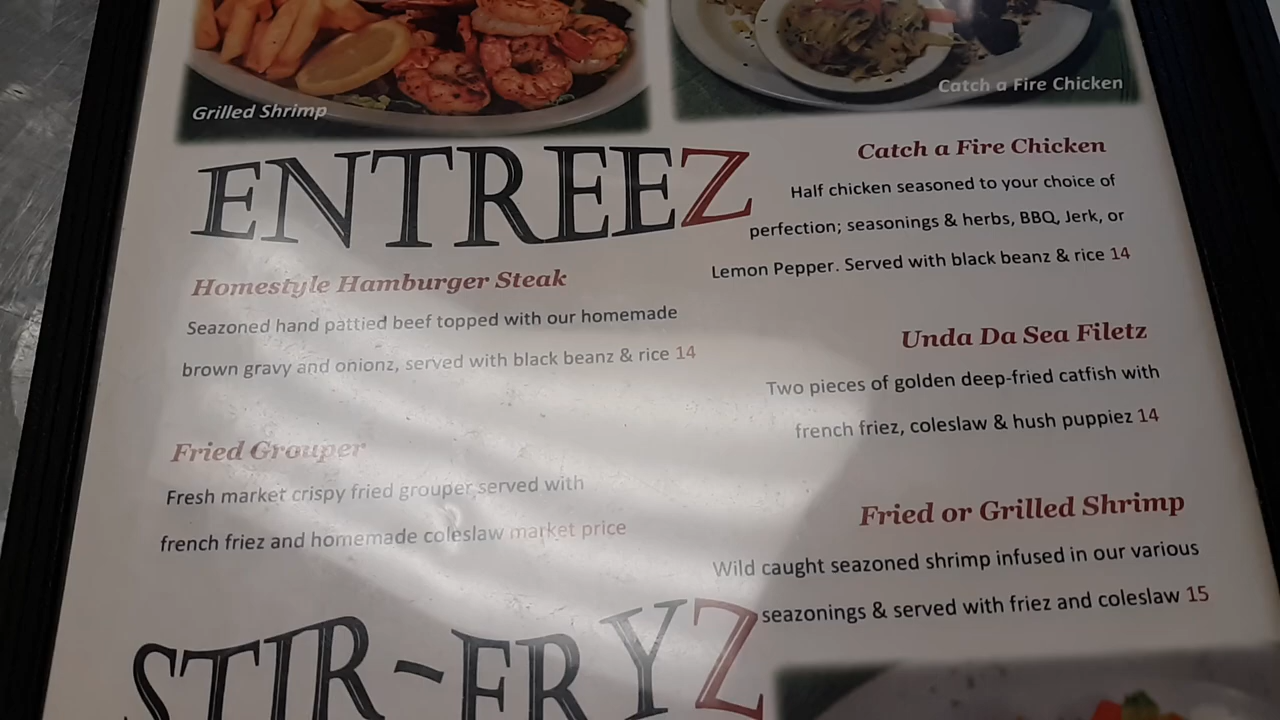 Grilled Shrimp
Catch a Fire Chicken
ENTREEZ
Homestyle Hamburger Steak
Seazoned hand pattied beef topped with our homemade
brown gravy and onionz, served with black beanz & rice 14
Fried Grouper
Fresh market crispy fried grouper served with
french friez and homemade coleslaw market price
Catch a Fire Chicken
Half chicken seasoned to your choice of
perfection; seasonings & herbs, BBQ, Jerk, or
Lemon Pepper. Served with black beanz & rice 14
Unda Da Sea Filetz
Two pieces of golden deep-fried catfish with
french friez, coleslaw & hush puppiez 14
Fried or Grilled Shrimp
Wild caught seazoned shrimp infused in our various
seazonings & served with friez and coleslaw 15
STIR-FRYZ